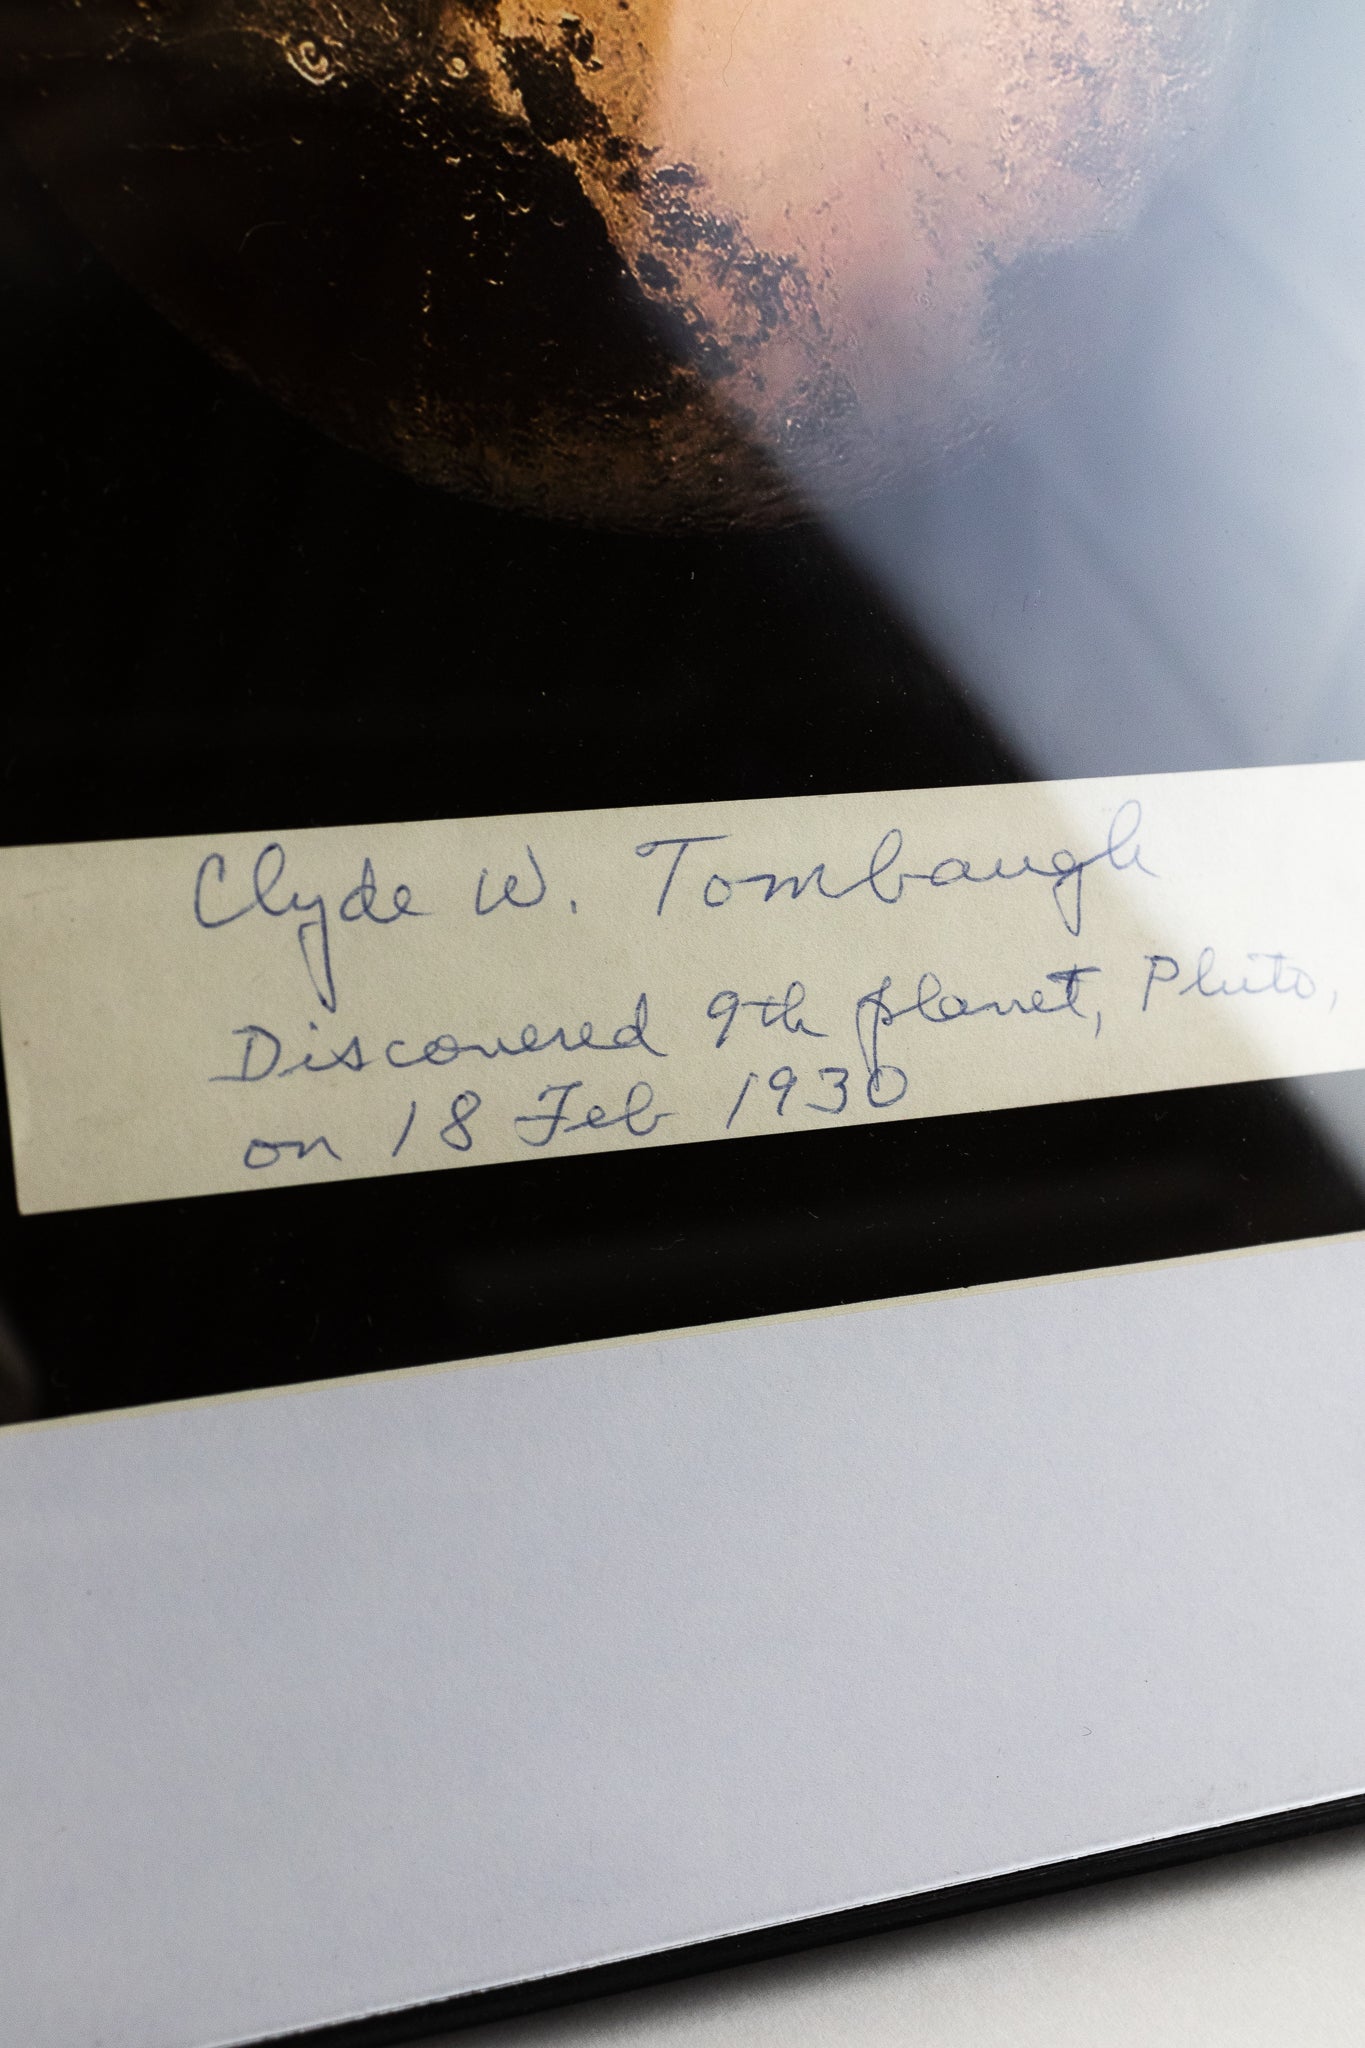 Clyde W. Tombaugh
Discovered 9th planet, Pluto,
on 18 Feb 1930